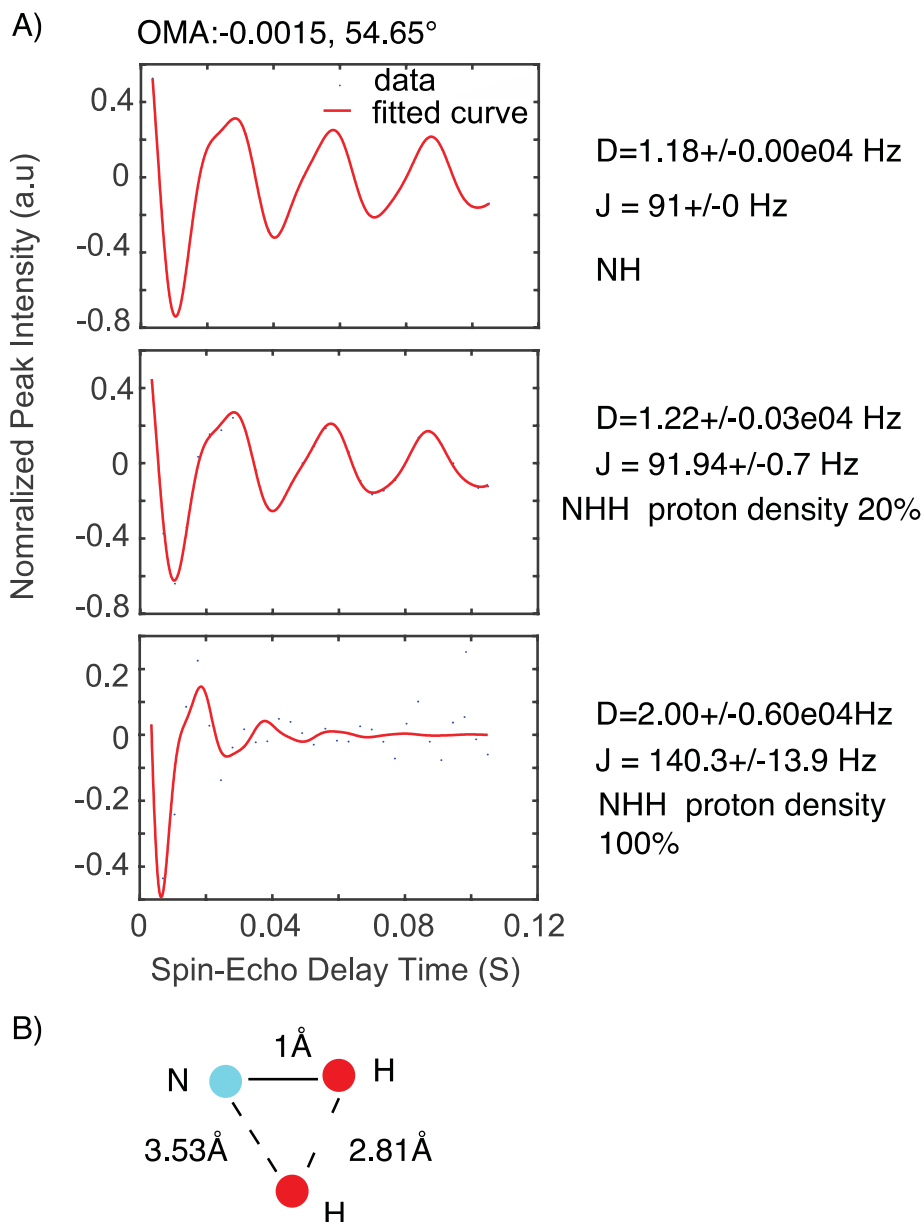 A)
OMA:-0.0015, 54.65°
Nomralized Peak Intensity (a.u)
0.4
0
-0.4
-0.8
data
fitted curve
D=1.18+/-0.00e04 Hz
J = 91+/-0 Hz
NH
0.4
0
-0.4
-0.8
D=1.22+/-0.03e04 Hz
J = 91.94+/-0.7 Hz
NHH proton density 20%
0.2
0
-0.2
-0.4
D=2.00+/-0.60e04Hz
J = 140.3+/-13.9 Hz
NHH proton density
100%
0 0.04 0.08 0.12
Spin-Echo Delay Time (S)
B)
1Å
N H
3.53Å 2.81Å
H